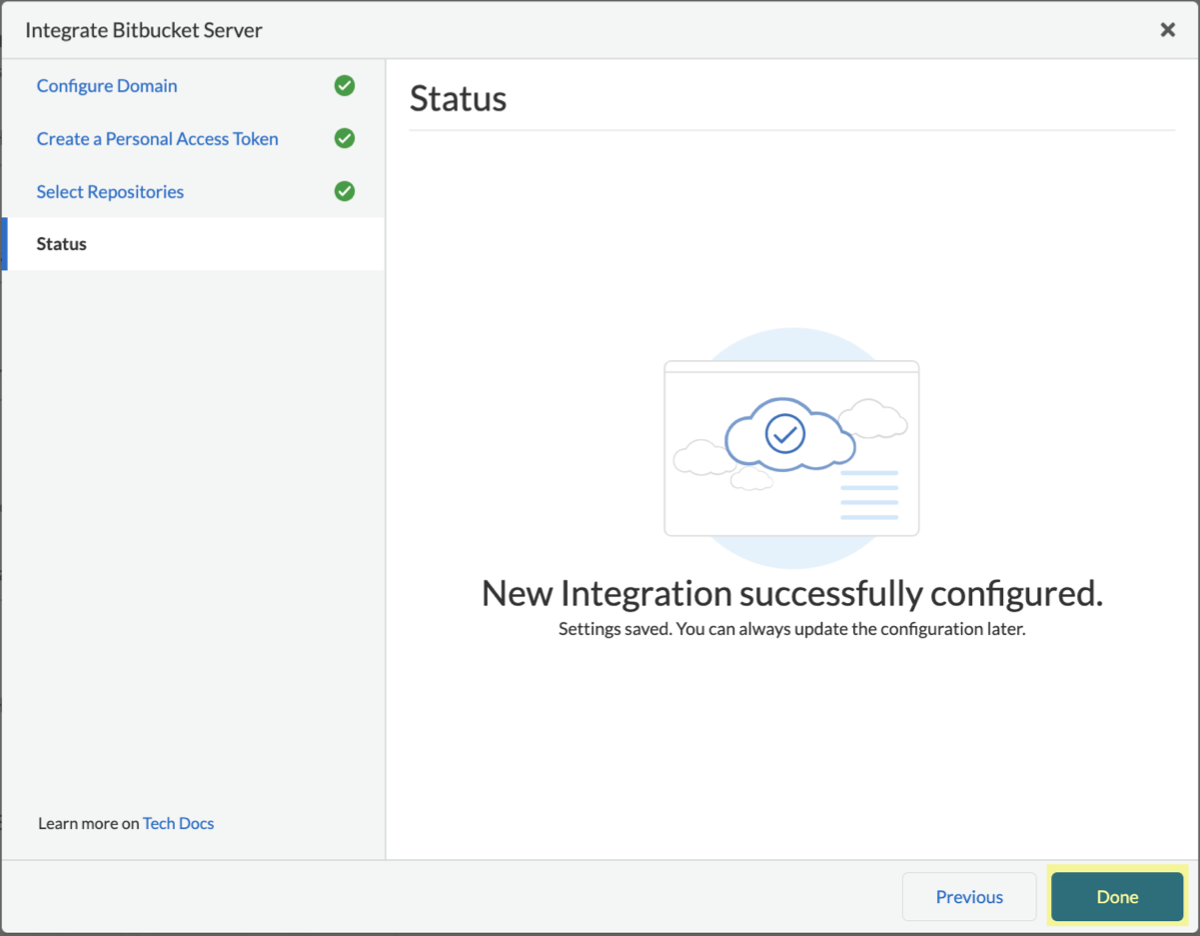 Integrate Bitbucket Server
Configure Domain
Create a Personal Access Token
Select Repositories
Status
Learn more on Tech Docs
Status
New Integration successfully configured.
Settings saved. You can always update the configuration later.
Previous
Done